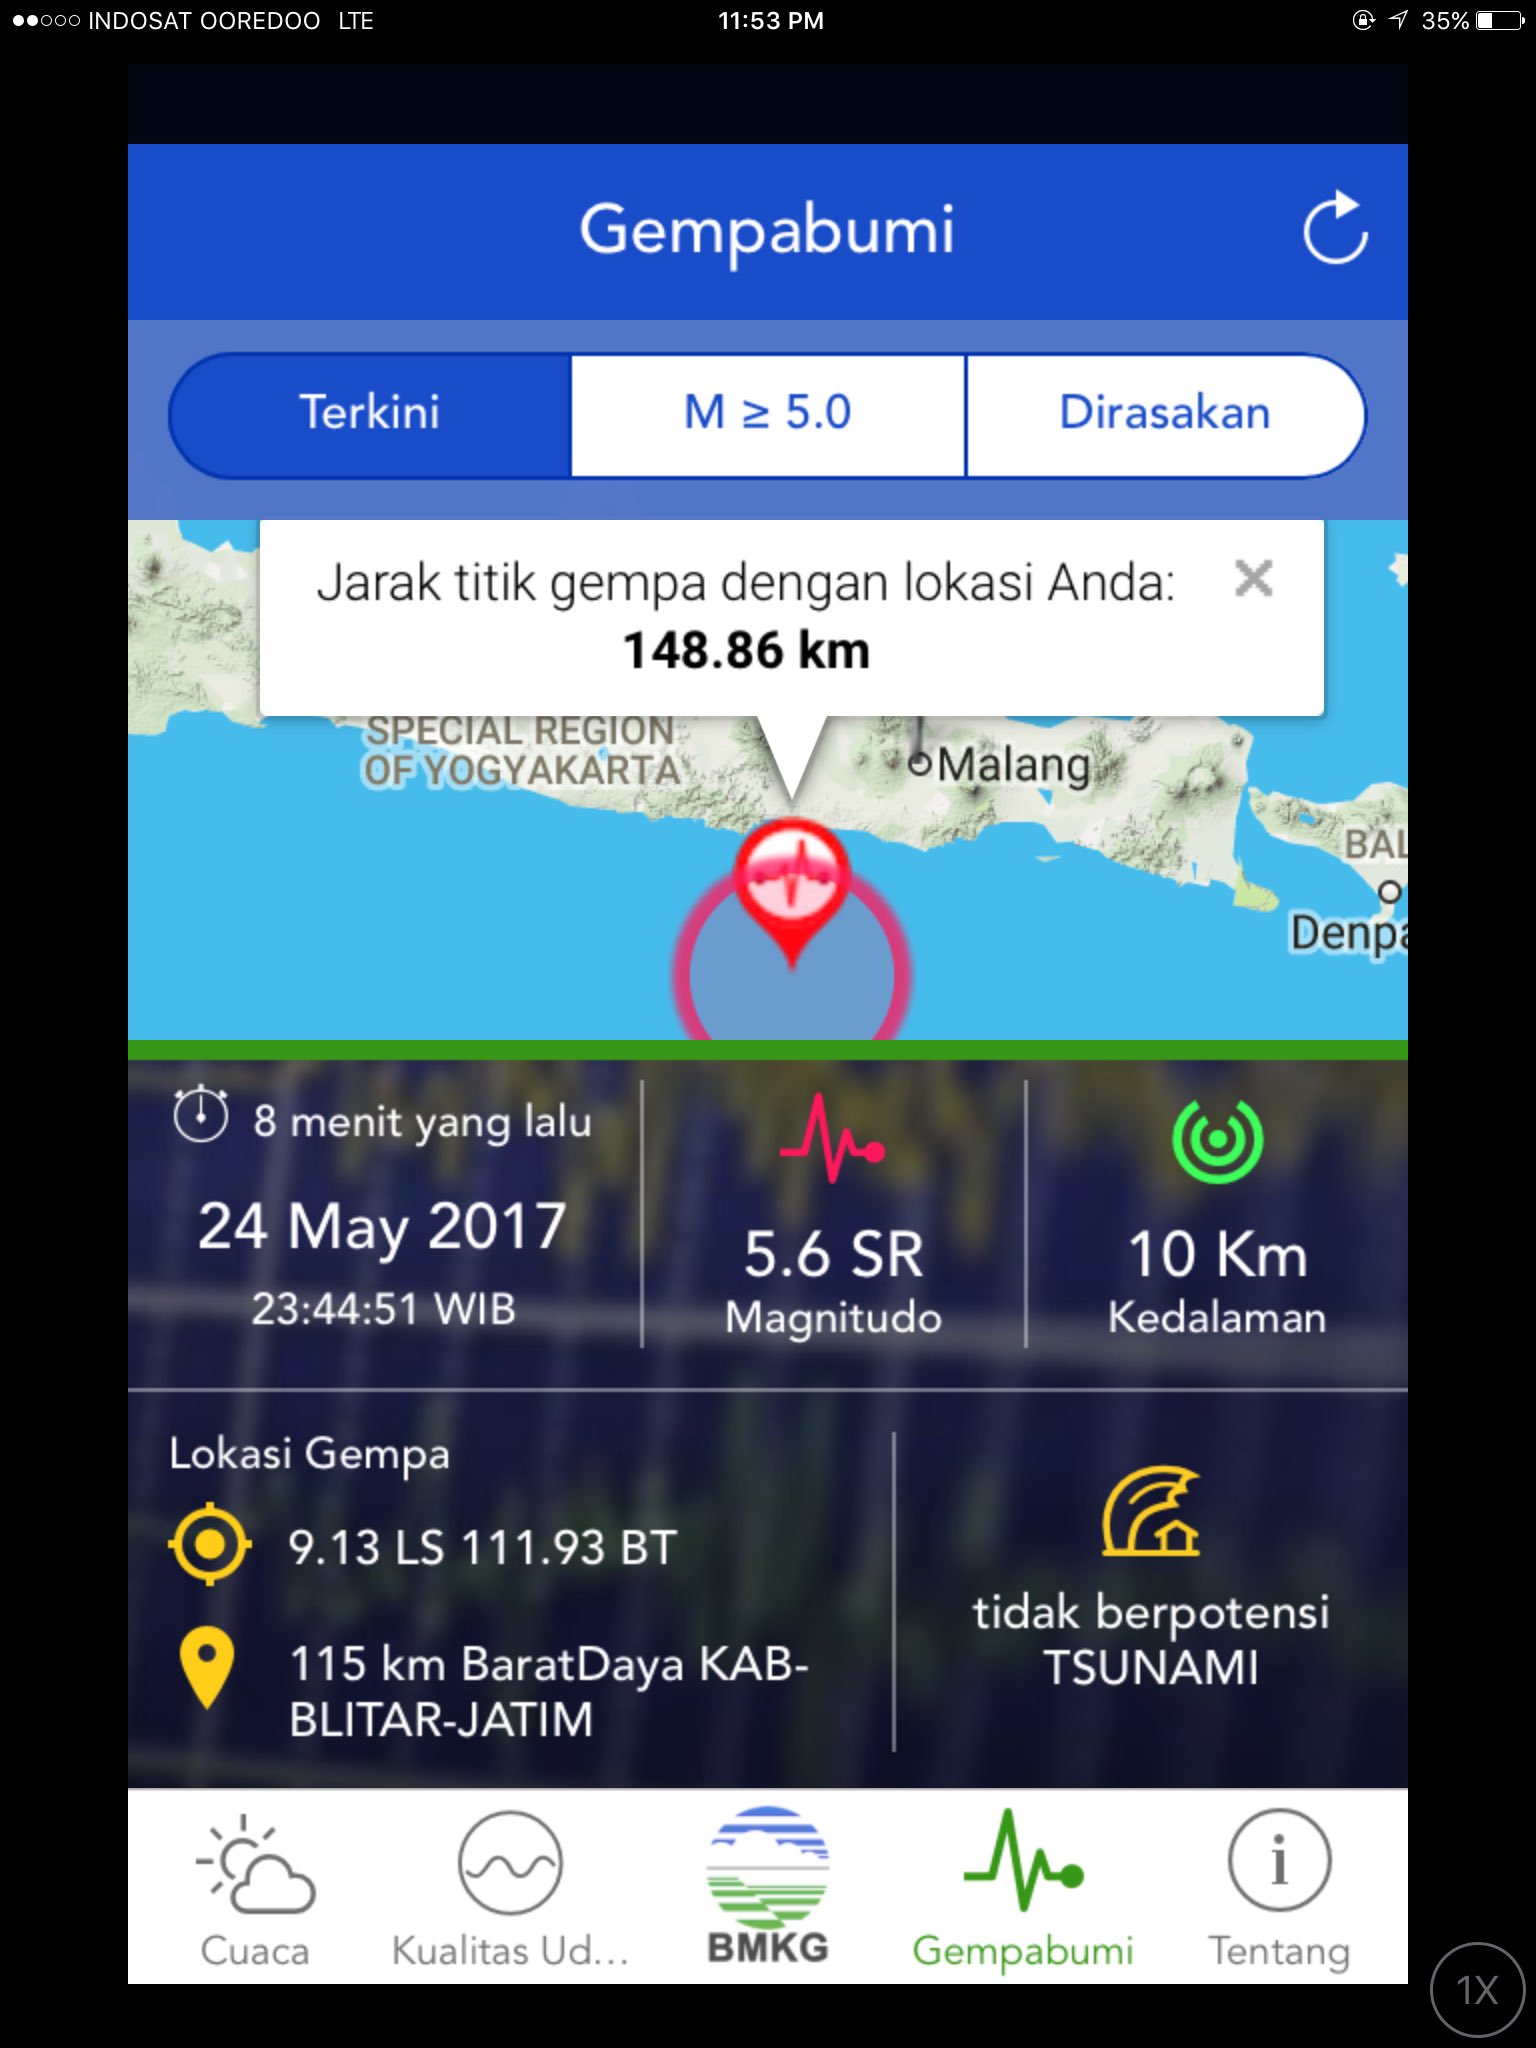 INDOSAT OOREDOO LTE 11:53 PM 35%
Gempabumi
Terkini M ≥ 5.0 Dirasakan
Jarak titik gempa dengan lokasi Anda:
148.86 km
SPECIAL REGION
OF YOGYAKARTA
Malang
BAL
Denpa
8 menit yang lalu
24 May 2017
23:44:51 WIB
5.6 SR
Magnitudo
10 Km
Kedalaman
Lokasi Gempa
9.13 LS 111.93 BT
115 km BaratDaya KAB-
BLITAR-JATIM
tidak berpotensi
TSUNAMI
Cuaca
Kualitas Ud...
BMKG
Gempabumi
Tentang
1X